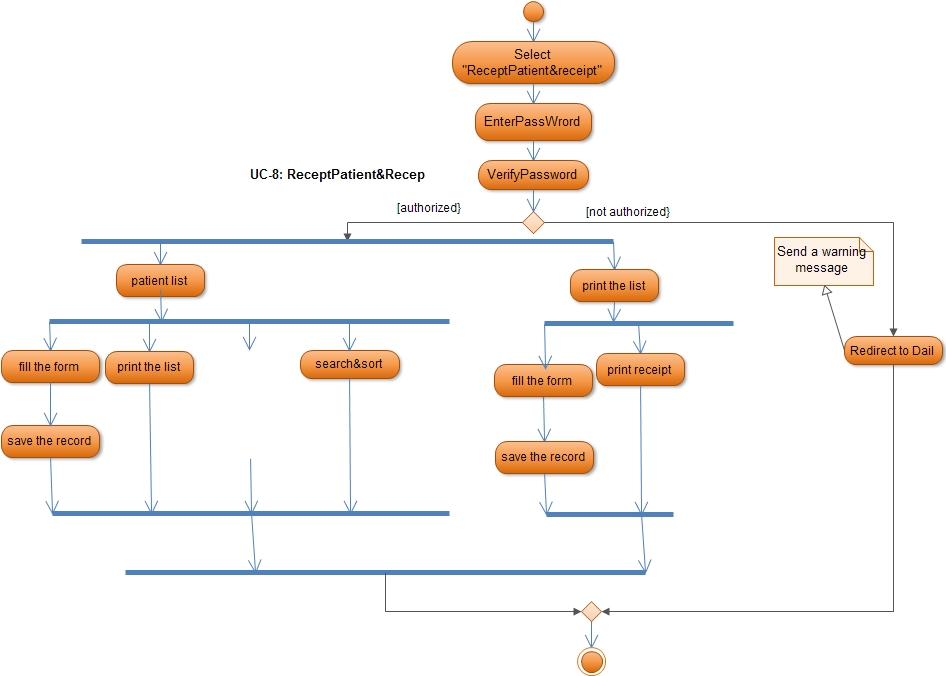 Select
"ReceptPatient&receipt"
EnterPassWrord
UC-8: ReceptPatient&Recep
VerifyPassword
[authorized}
[not authorized}
Send a warning
message
patient list
print the list
fill the form
print the list
search&sort
fill the form
print receipt
Redirect to Dail
save the record
save the record